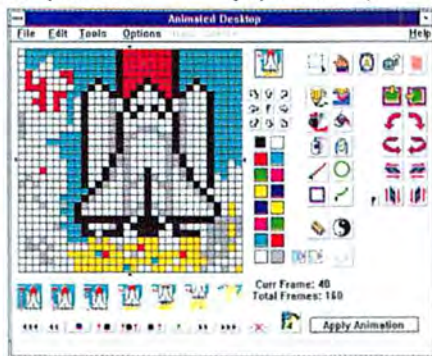 Animated Desktop
File Edit Tools Options Help
Curr Frame: 40
Total Frames: 160
Apply Animation